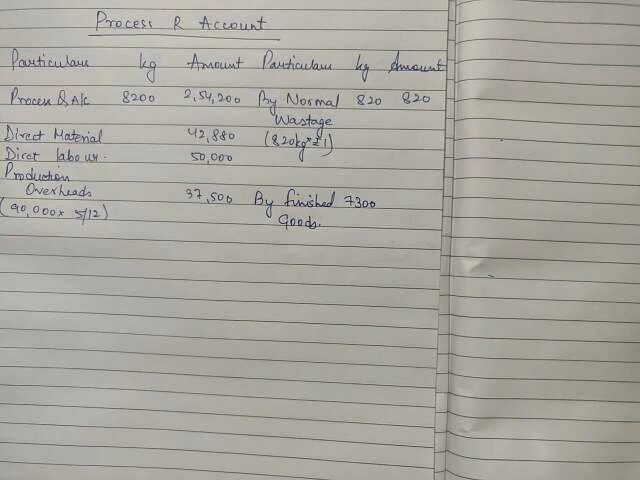 Process R Account
Particulars kg Amount Particulars kg Amount
Process Q A/c 8200 2,54,200 By Normal 820 820
Wastage
Direct Material 42,880 (820kg*₹1)
Dirct labour. 50,000
Production
Overheads 37,500 By finished 7300
(90,000x 5/12) Goods.